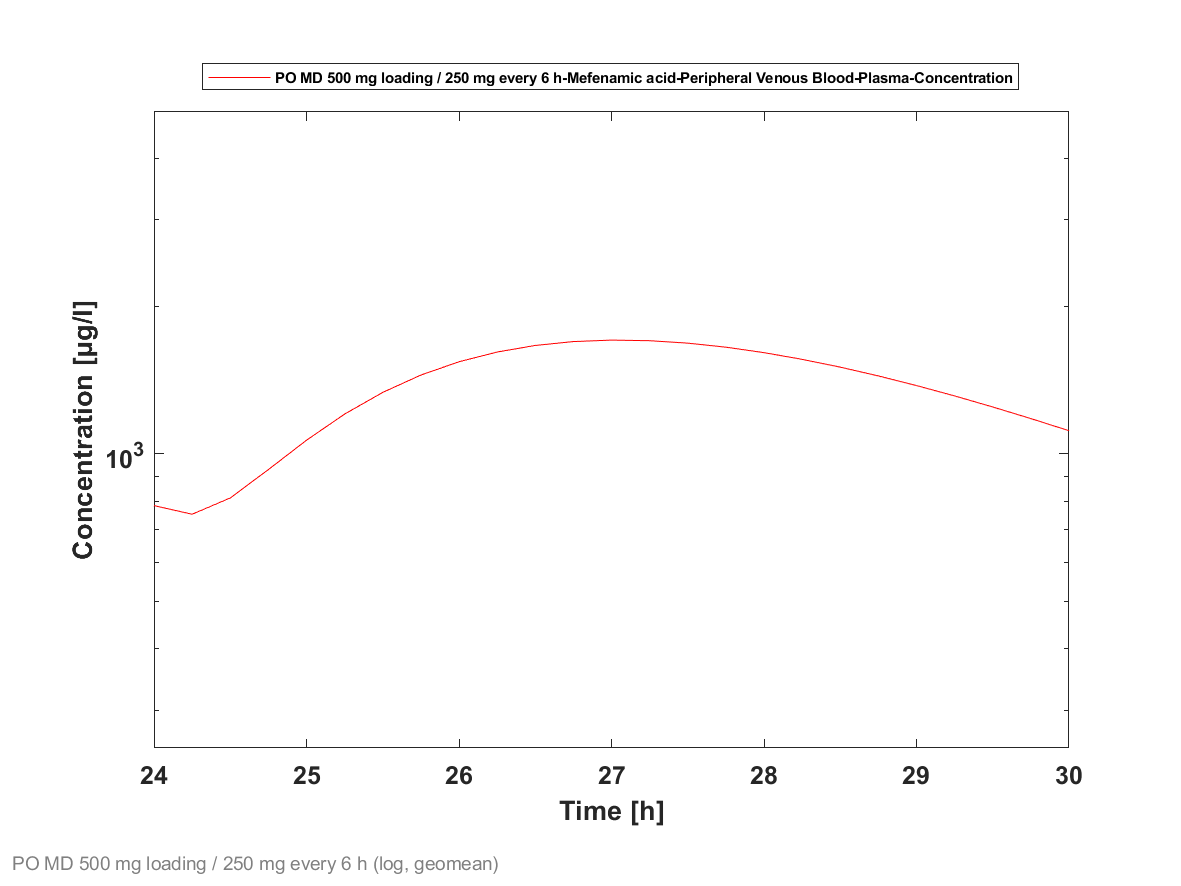 PO MD 500 mg loading / 250 mg every 6 h-Mefenamic acid-Peripheral Venous Blood-Plasma-Concentration
Concentration [µg/l]
10³
24 25 26 27 28 29 30
Time [h]
PO MD 500 mg loading / 250 mg every 6 h (log, geomean)